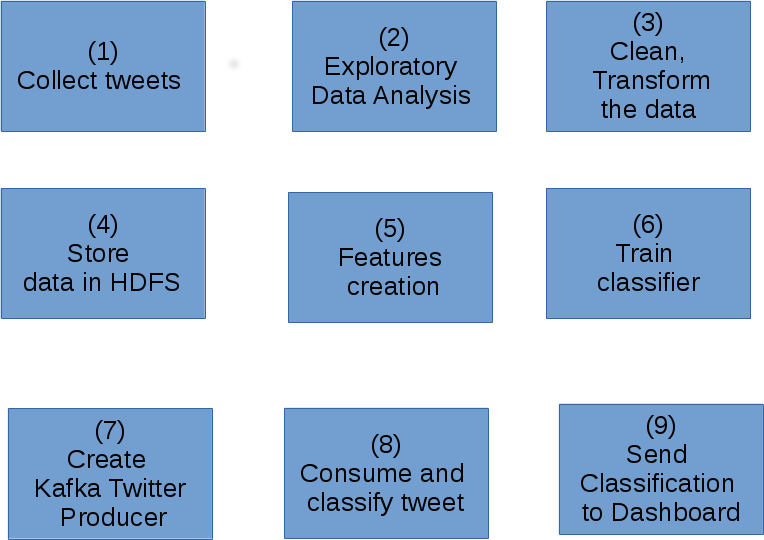 (1)
Collect tweets
(2)
Exploratory
Data Analysis
(3)
Clean,
Transform
the data
(4)
Store
data in HDFS
(5)
Features
creation
(6)
Train
classifier
(7)
Create
Kafka Twitter
Producer
(8)
Consume and
classify tweet
(9)
Send
Classification
to Dashboard